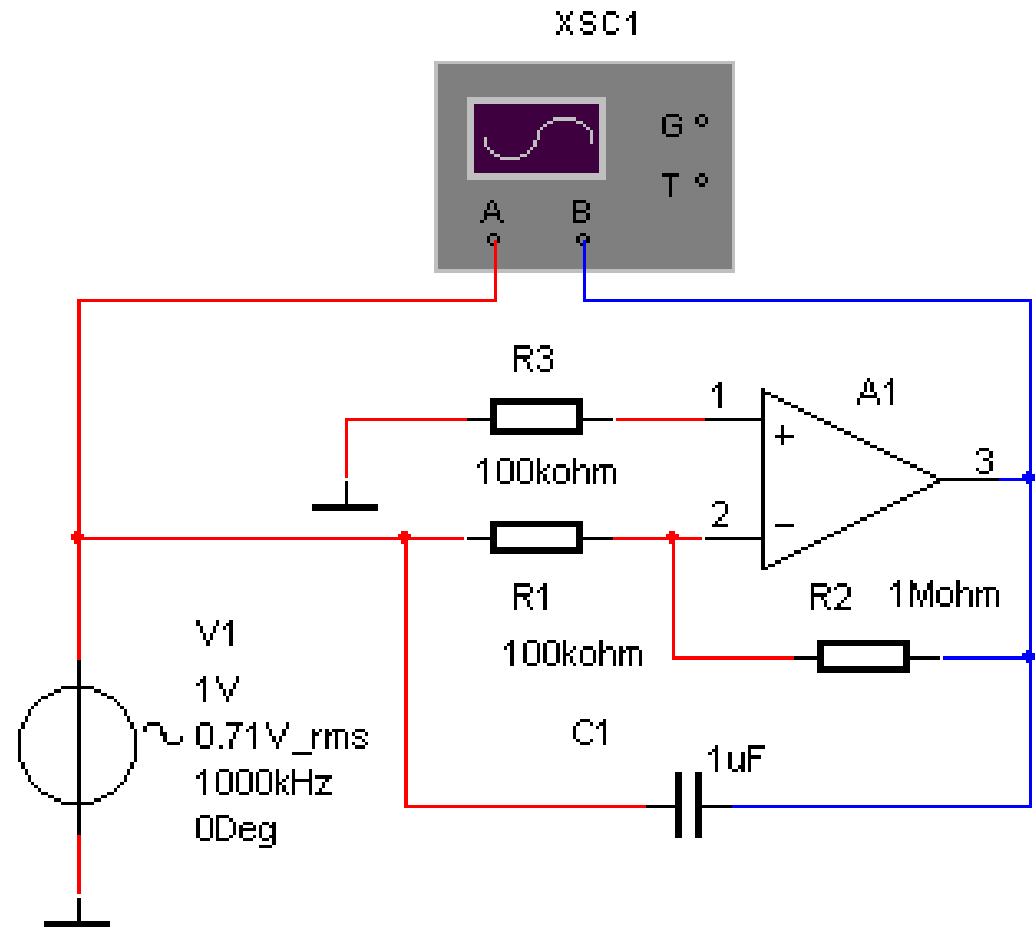 XSC1
G
T
A B
R3
A1
1
+
3
100kohm
2
−
R1
R2 1Mohm
V1
100kohm
1V
0.71V_rms
C1
1uF
1000kHz
0Deg